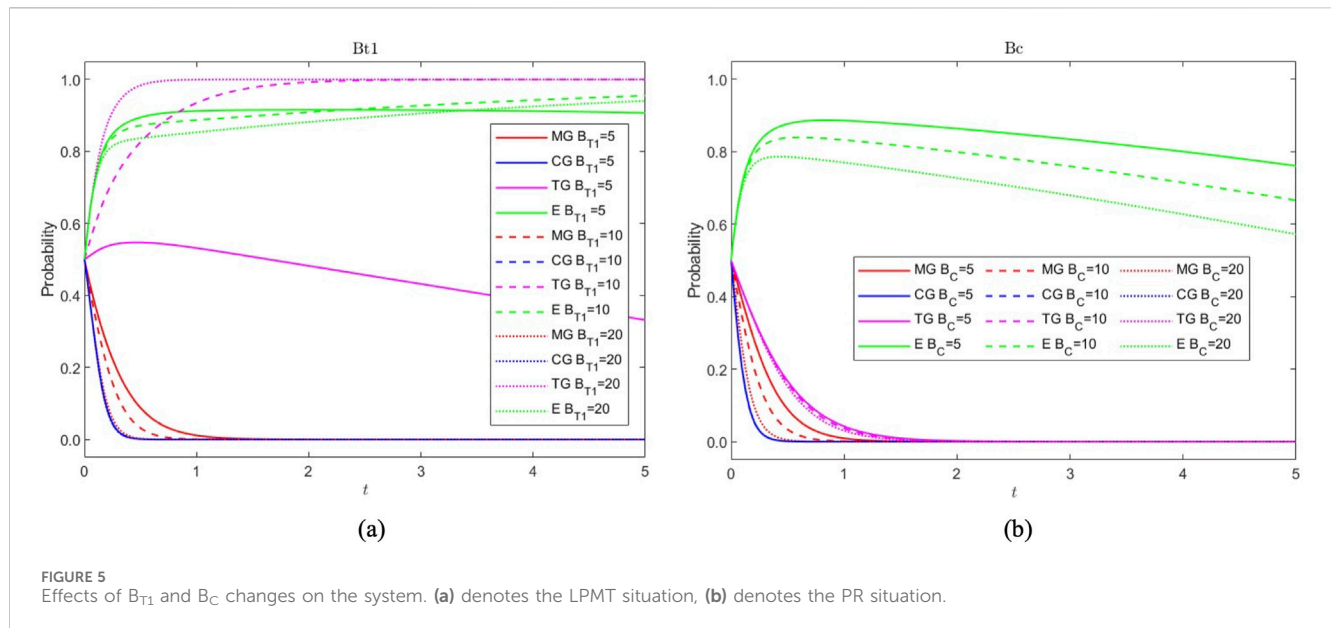 Bt1
1.0
0.8
0.6
0.4
0.2
0.0
Probability
0
1
2
3
4
5
t
MG B_T1=5
CG B_T1=5
TG B_T1=5
E B_T1=5
MG B_T1=10
CG B_T1=10
TG B_T1=10
E B_T1=10
MG B_T1=20
CG B_T1=20
TG B_T1=20
E B_T1=20
(a)
Bc
1.0
0.8
0.6
0.4
0.2
0.0
Probability
0
1
2
3
4
5
t
MG B_C=5 MG B_C=10 MG B_C=20
CG B_C=5 CG B_C=10 CG B_C=20
TG B_C=5 TG B_C=10 TG B_C=20
E B_C=5 E B_C=10 E B_C=20
(b)
FIGURE 5
Effects of B_T1 and B_C changes on the system. (a) denotes the LPMT situation, (b) denotes the PR situation.